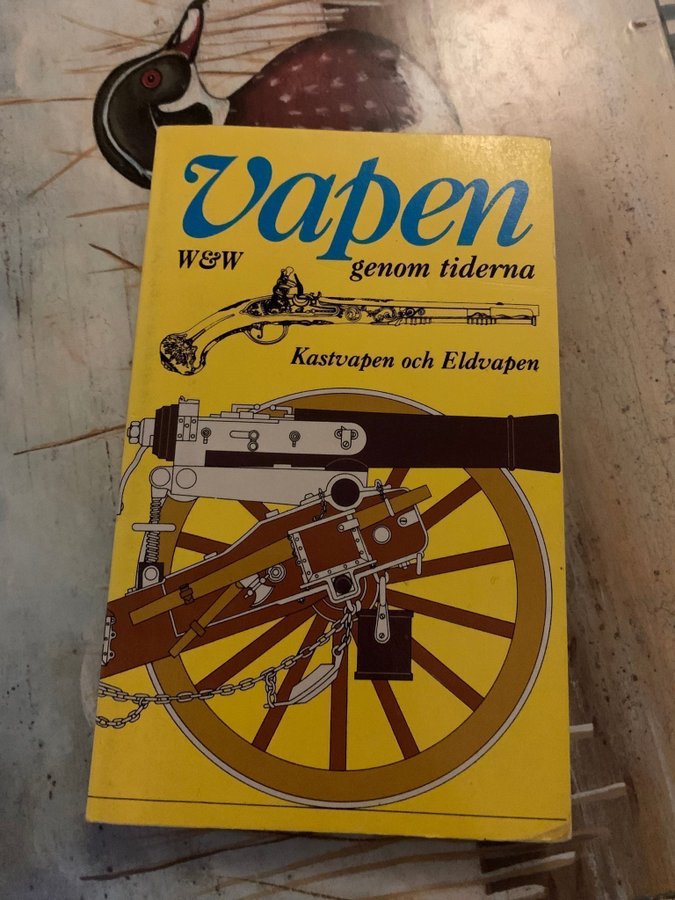 Vapen
W&W
genom tiderna
Kastvapen och Eldvapen